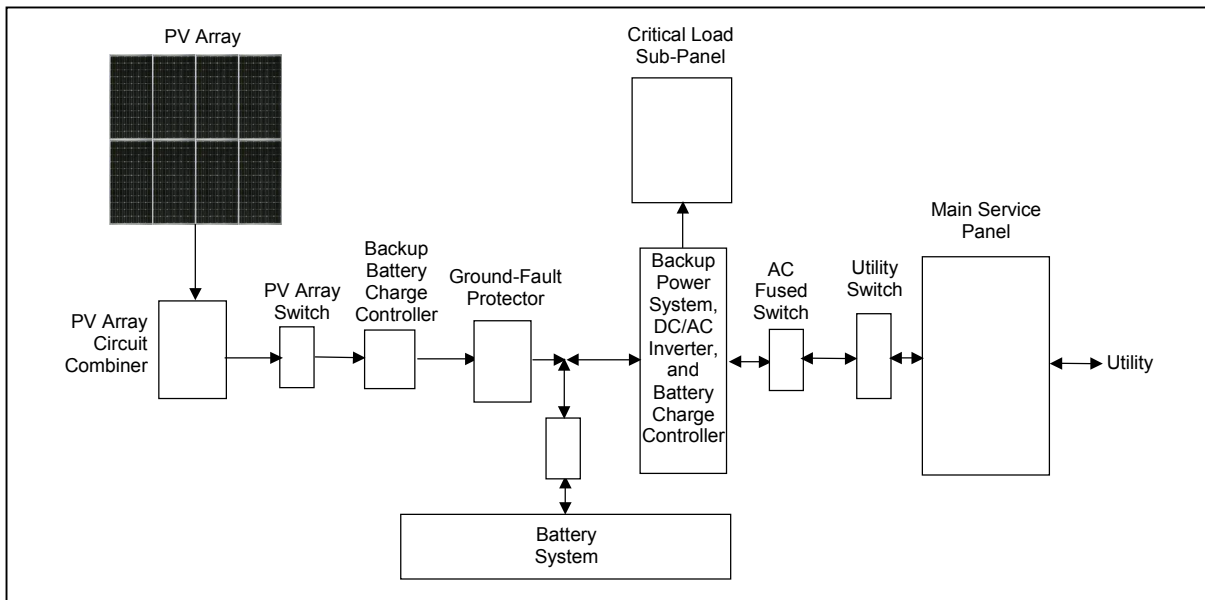 PV Array
Critical Load
Sub-Panel
Main Service
Panel
Backup
Battery
Charge
Controller
Ground-Fault
Protector
Backup
Power
System,
DC/AC
Inverter,
and
Battery
Charge
Controller
AC
Fused
Switch
Utility
Switch
PV Array
Switch
PV Array
Circuit
Combiner
Utility
Battery
System